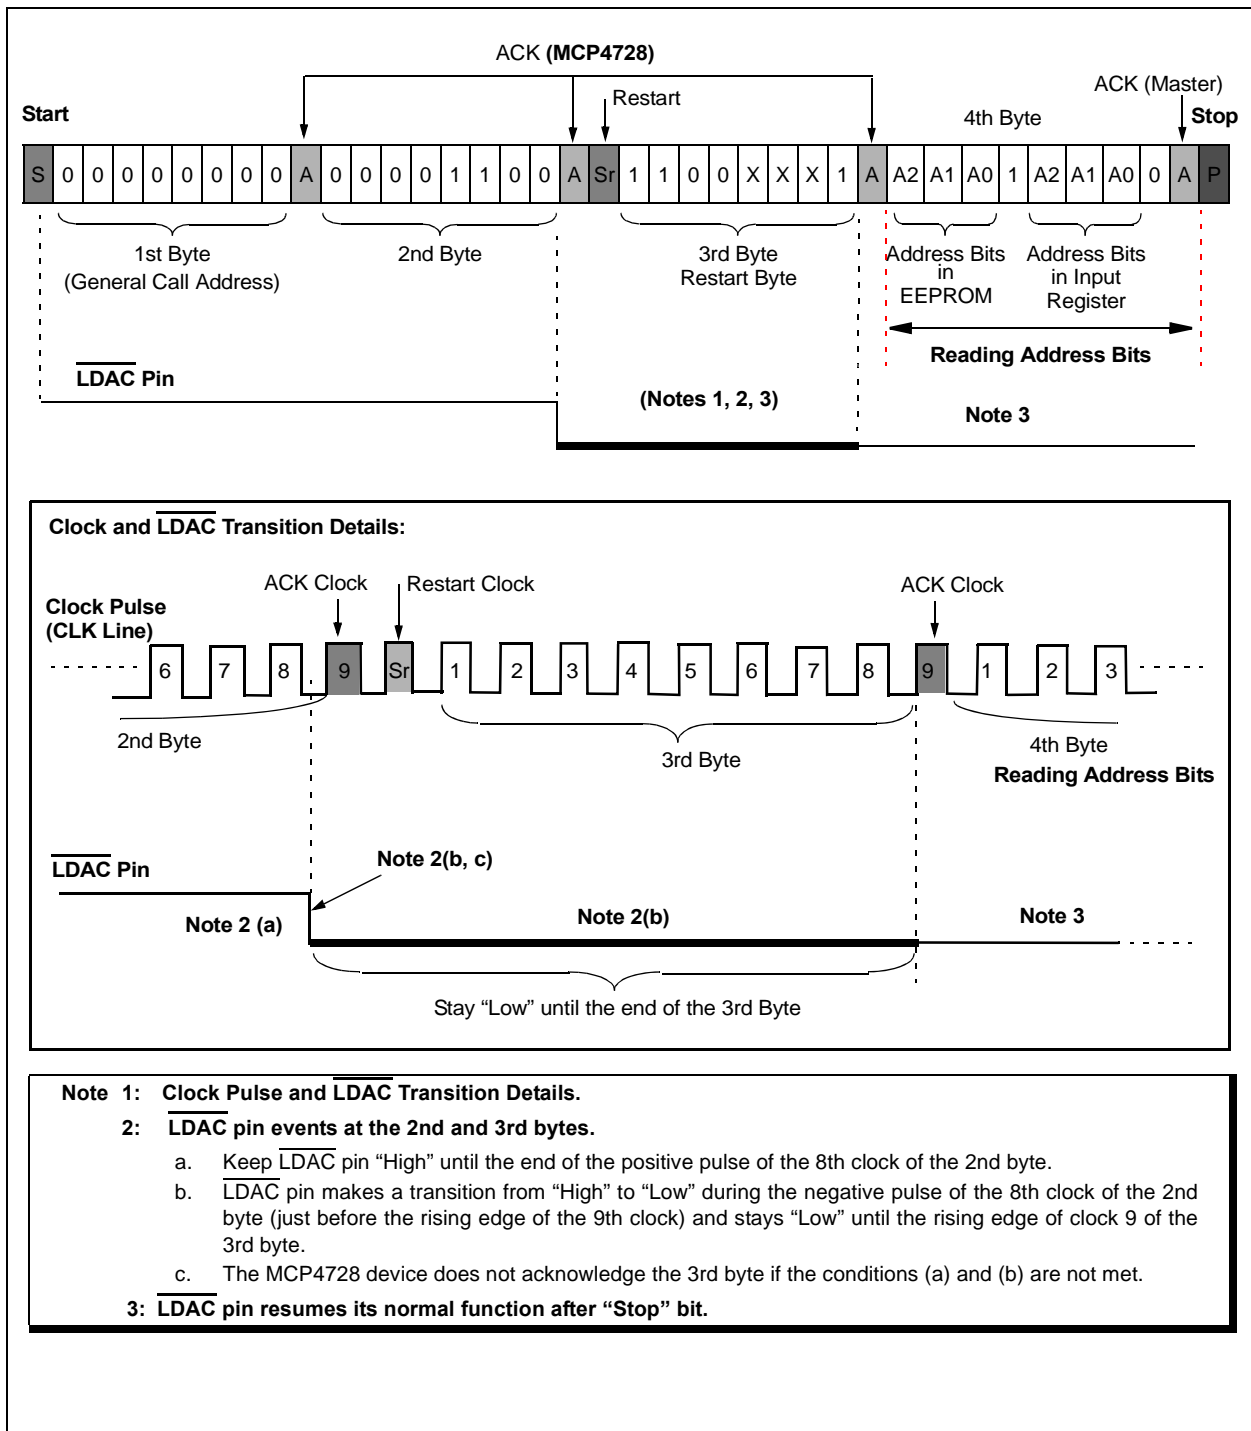 ACK (MCP4728)
Restart
ACK (Master)
Start
4th Byte
Stop
S 0 0 0 0 0 0 0 0 A 0 0 0 0 1 1 0 0 A Sr 1 1 0 0 X X X 1 A A2 A1 A0 1 A2 A1 A0 0 A P
1st Byte
(General Call Address)
2nd Byte
3rd Byte
Restart Byte
Address Bits
in
EEPROM
Address Bits
in Input
Register
Reading Address Bits
LDAC Pin
(Notes 1, 2, 3)
Note 3
Clock and LDAC Transition Details:
ACK Clock
Restart Clock
ACK Clock
Clock Pulse
(CLK Line)
6 7 8 9 Sr 1 2 3 4 5 6 7 8 9 1 2 3
2nd Byte
3rd Byte
4th Byte
Reading Address Bits
LDAC Pin
Note 2(b, c)
Note 2 (a)
Note 2(b)
Note 3
Stay “Low” until the end of the 3rd Byte
Note 1: Clock Pulse and LDAC Transition Details.
2: LDAC pin events at the 2nd and 3rd bytes.
a. Keep LDAC pin “High” until the end of the positive pulse of the 8th clock of the 2nd byte.
b. LDAC pin makes a transition from “High” to “Low” during the negative pulse of the 8th clock of the 2nd
byte (just before the rising edge of the 9th clock) and stays “Low” until the rising edge of clock 9 of the
3rd byte.
c. The MCP4728 device does not acknowledge the 3rd byte if the conditions (a) and (b) are not met.
3: LDAC pin resumes its normal function after “Stop” bit.